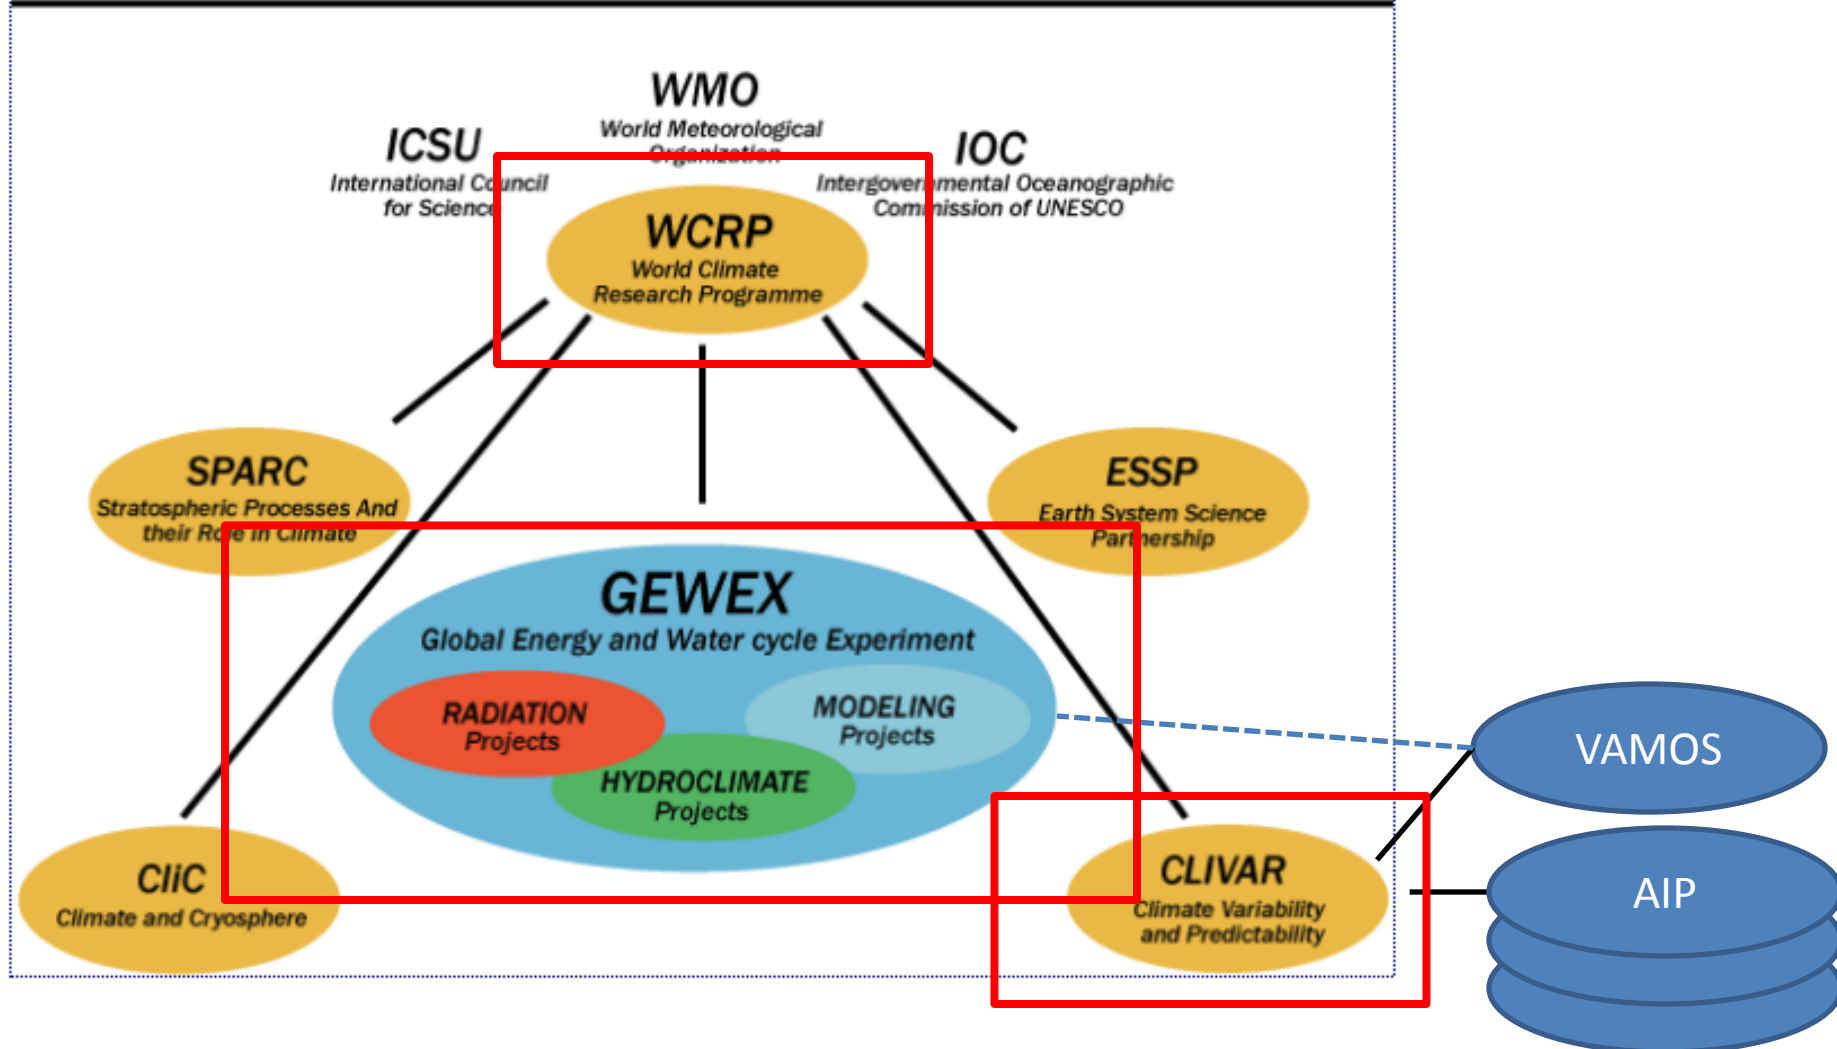 WMO
World Meteorological
Organization
ICSU
International Council
for Science
IOC
Intergovernmental Oceanographic
Commission of UNESCO
WCRP
World Climate
Research Programme
SPARC
Stratospheric Processes And
their Role in Climate
ESSP
Earth System Science
Partnership
GEWEX
Global Energy and Water cycle Experiment
RADIATION
Projects
MODELING
Projects
HYDROCLIMATE
Projects
VAMOS
CliC
Climate and Cryosphere
CLIVAR
Climate Variability
and Predictability
AIP